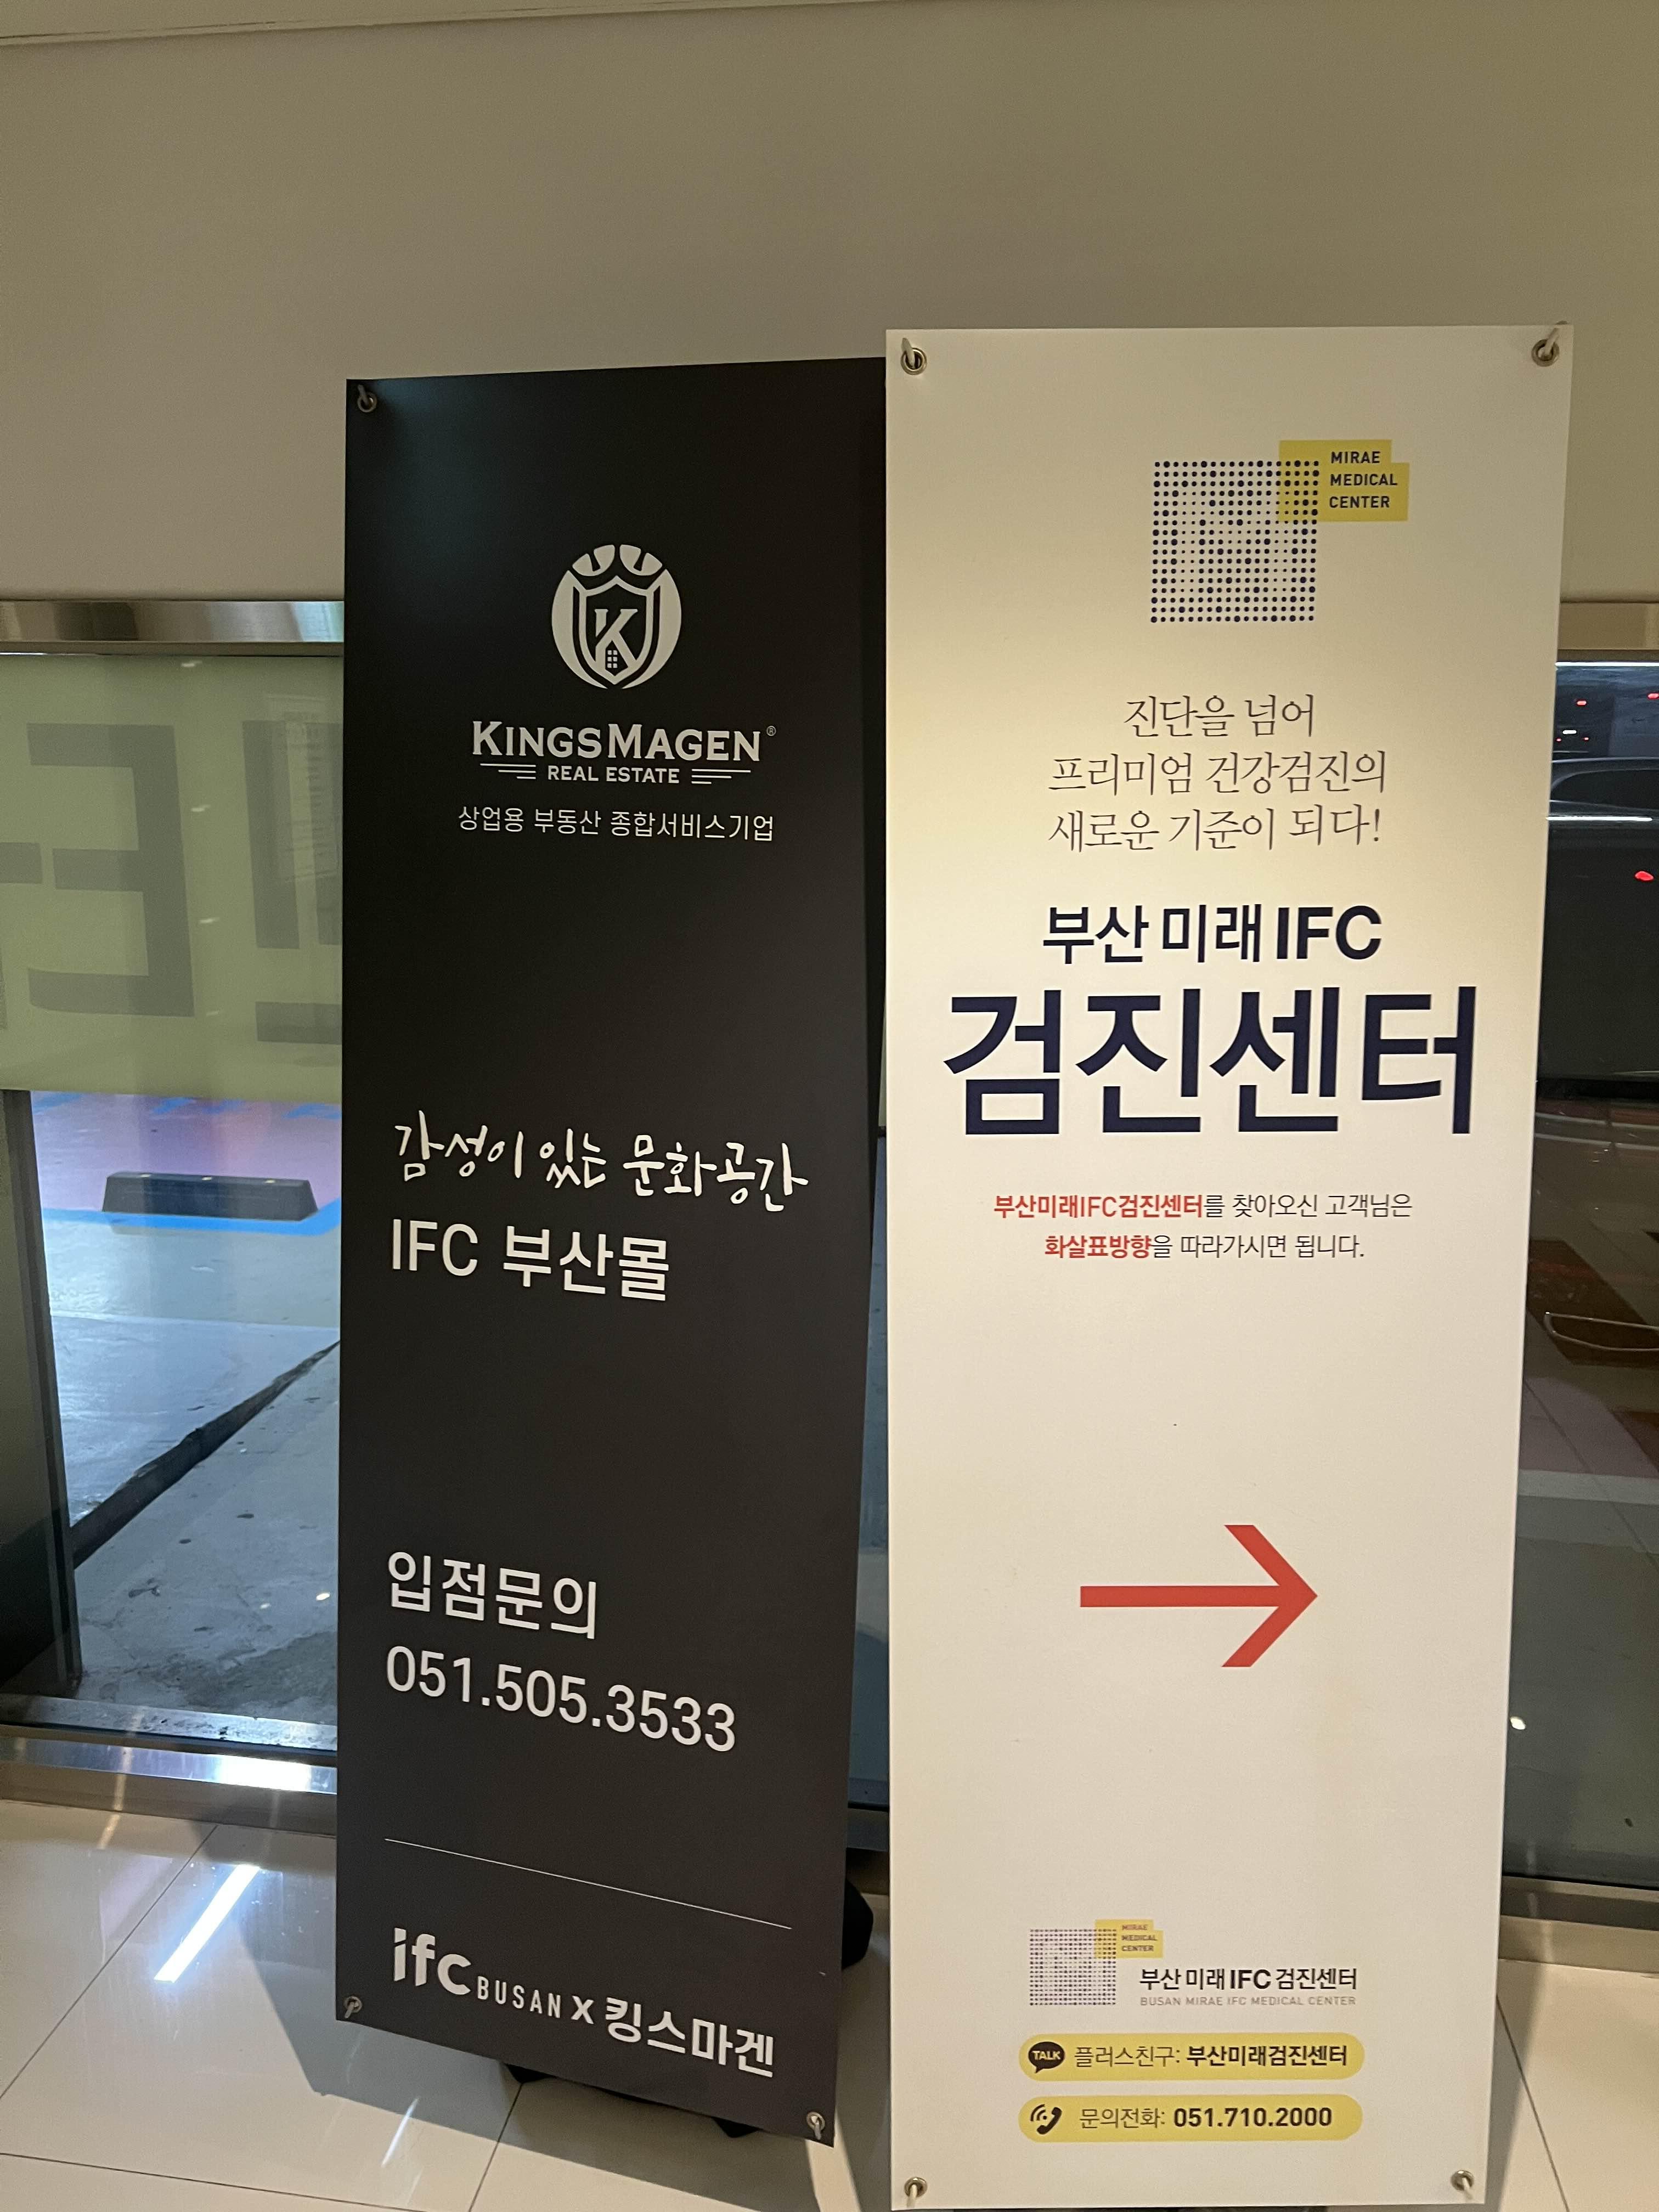 KINGSMAGEN®
REAL ESTATE
상업용 부동산 종합서비스기업
감성이 있는 문화공간
IFC 부산몰
입점문의
051.505.3533
ifc BUSAN X 킹스마겐
MIRAE
MEDICAL
CENTER
진단을 넘어
프리미엄 건강검진의
새로운 기준이 되다!
부산미래IFC
검진센터
부산미래IFC검진센터를 찾아오신 고객님은
화살표방향을 따라가시면 됩니다.
MIRAE
MEDICAL
CENTER
부산미래IFC검진센터
BUSAN MIRAE IFC MEDICAL CENTER
TALK 플러스친구: 부산미래검진센터
문의전화: 051.710.2000